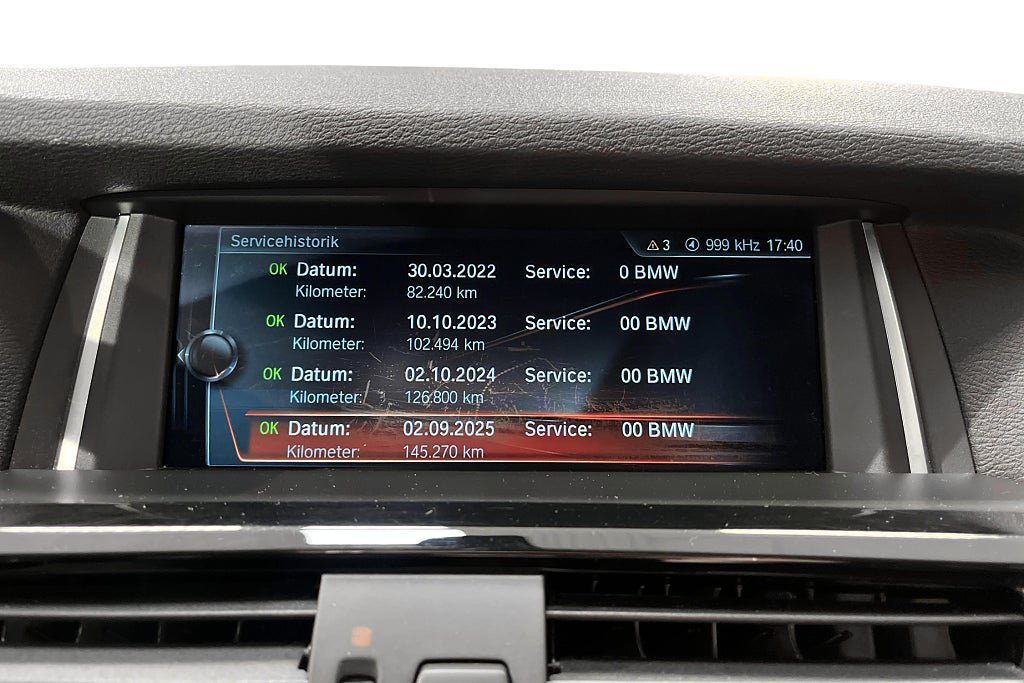 Servicehistorik 3 4 999 kHz 17:40
OK Datum: 30.03.2022 Service: 0 BMW
Kilometer: 82.240 km
OK Datum: 10.10.2023 Service: 00 BMW
Kilometer: 102.494 km
OK Datum: 02.10.2024 Service: 00 BMW
Kilometer: 126.800 km
OK Datum: 02.09.2025 Service: 00 BMW
Kilometer: 145.270 km